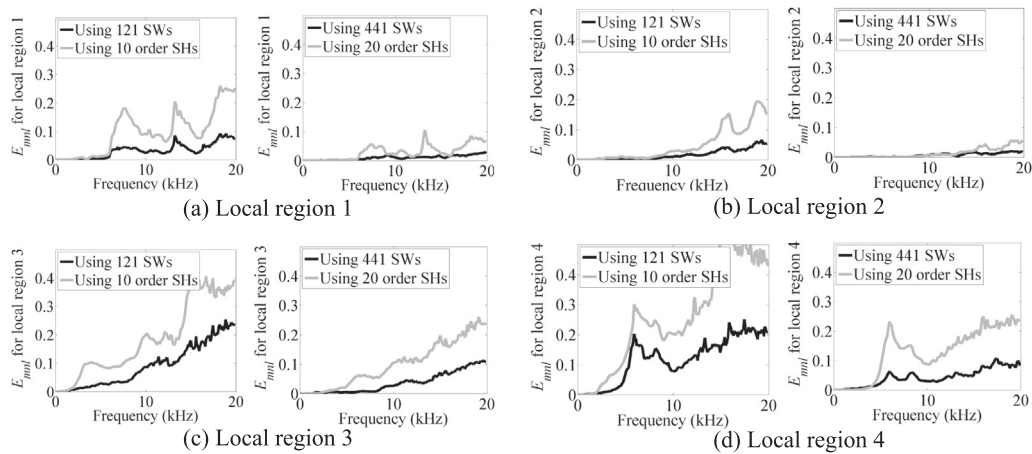 E_mnl for local region 1
0.4
0.3
0.2
0.1
0
Using 121 SWs
Using 10 order SHs
0
10
20
Frequency (kHz)
E_mnl for local region 1
0.4
0.3
0.2
0.1
0
Using 441 SWs
Using 20 order SHs
0
10
20
Frequency (kHz)
(a) Local region 1
E_mnl for local region 2
0.4
0.3
0.2
0.1
0
Using 121 SWs
Using 10 order SHs
0
10
20
Frequency (kHz)
E_mnl for local region 2
0.4
0.3
0.2
0.1
0
Using 441 SWs
Using 20 order SHs
0
10
20
Frequency (kHz)
(b) Local region 2
E_mnl for local region 3
0.4
0.3
0.2
0.1
0
Using 121 SWs
Using 10 order SHs
0
10
20
Frequency (kHz)
E_mnl for local region 3
0.4
0.3
0.2
0.1
0
Using 441 SWs
Using 20 order SHs
0
10
20
Frequency (kHz)
(c) Local region 3
E_mnl for local region 4
0.4
0.3
0.2
0.1
0
Using 121 SWs
Using 10 order SHs
0
10
20
Frequency (kHz)
E_mnl for local region 4
0.4
0.3
0.2
0.1
0
Using 441 SWs
Using 20 order SHs
0
10
20
Frequency (kHz)
(d) Local region 4